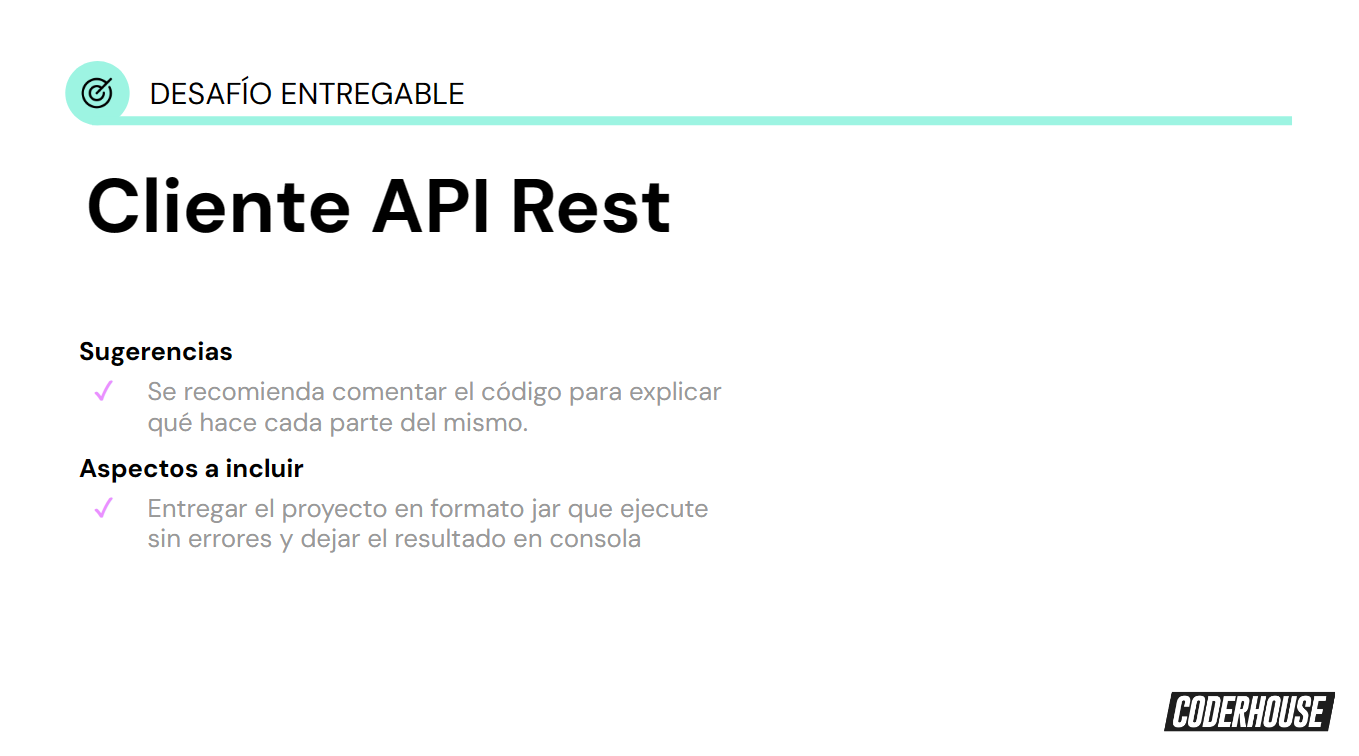 DESAFÍO ENTREGABLE
Cliente API Rest
Sugerencias
✓ Se recomienda comentar el código para explicar
qué hace cada parte del mismo.
Aspectos a incluir
✓ Entregar el proyecto en formato jar que ejecute
sin errores y dejar el resultado en consola
CODERHOUSE